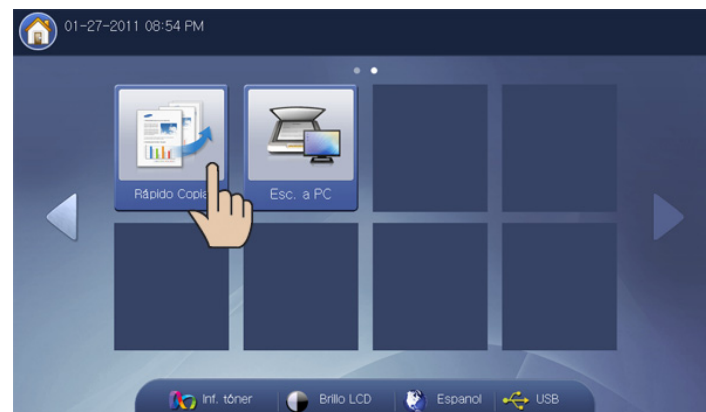 01-27-2011 08:54 PM
Rápido Copia
Esc. a PC
Inf. tóner
Brillo LCD
Espanol
USB